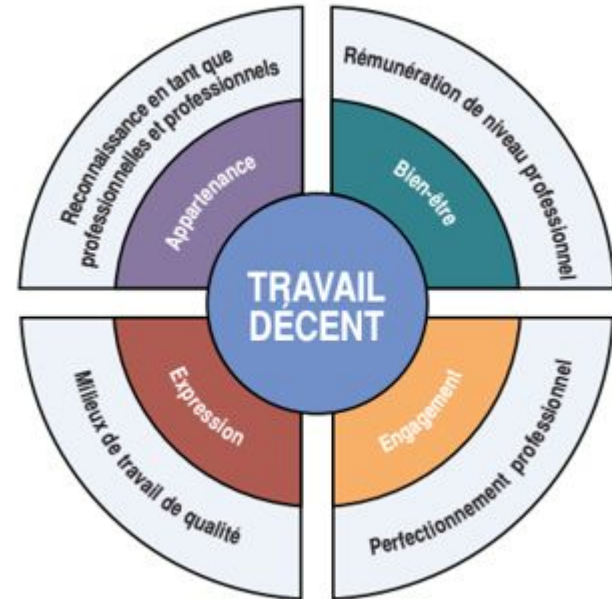 Reconnaissance en tant que
professionnelles et professionnels
Appartenance
Rémunération de niveau professionnel
Bien-être
TRAVAIL
DÉCENT
Expression
Milieux de travail de qualité
Engagement
Perfectionnement professionnel